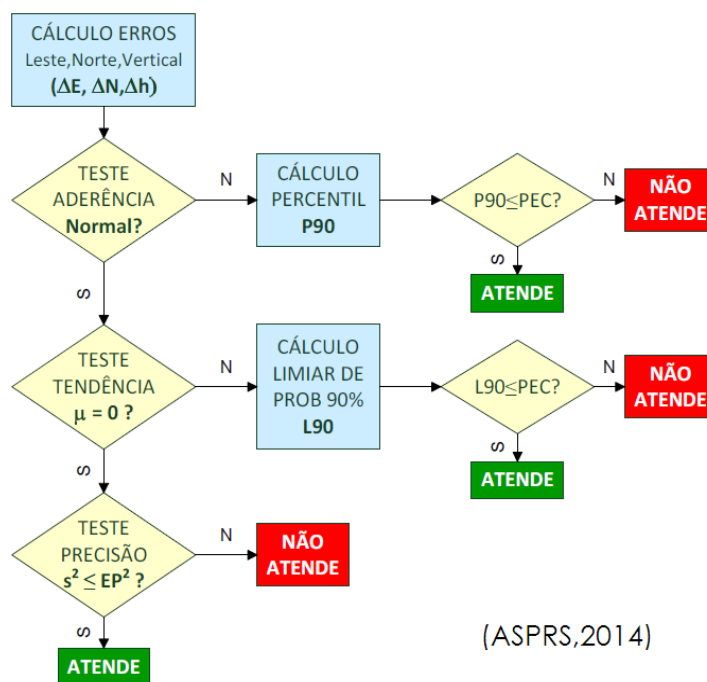 CÁLCULO ERROS
Leste,Norte,Vertical
(ΔE, ΔN,Δh)
TESTE
ADERÊNCIA
Normal?
N
CÁLCULO
PERCENTIL
P90
P90≤PEC?
N
NÃO
ATENDE
S
ATENDE
S
TESTE
TENDÊNCIA
μ = 0 ?
N
CÁLCULO
LIMIAR DE
PROB 90%
L90
L90≤PEC?
N
NÃO
ATENDE
S
ATENDE
S
TESTE
PRECISÃO
s² ≤ EP² ?
N
NÃO
ATENDE
S
ATENDE
(ASPRS,2014)